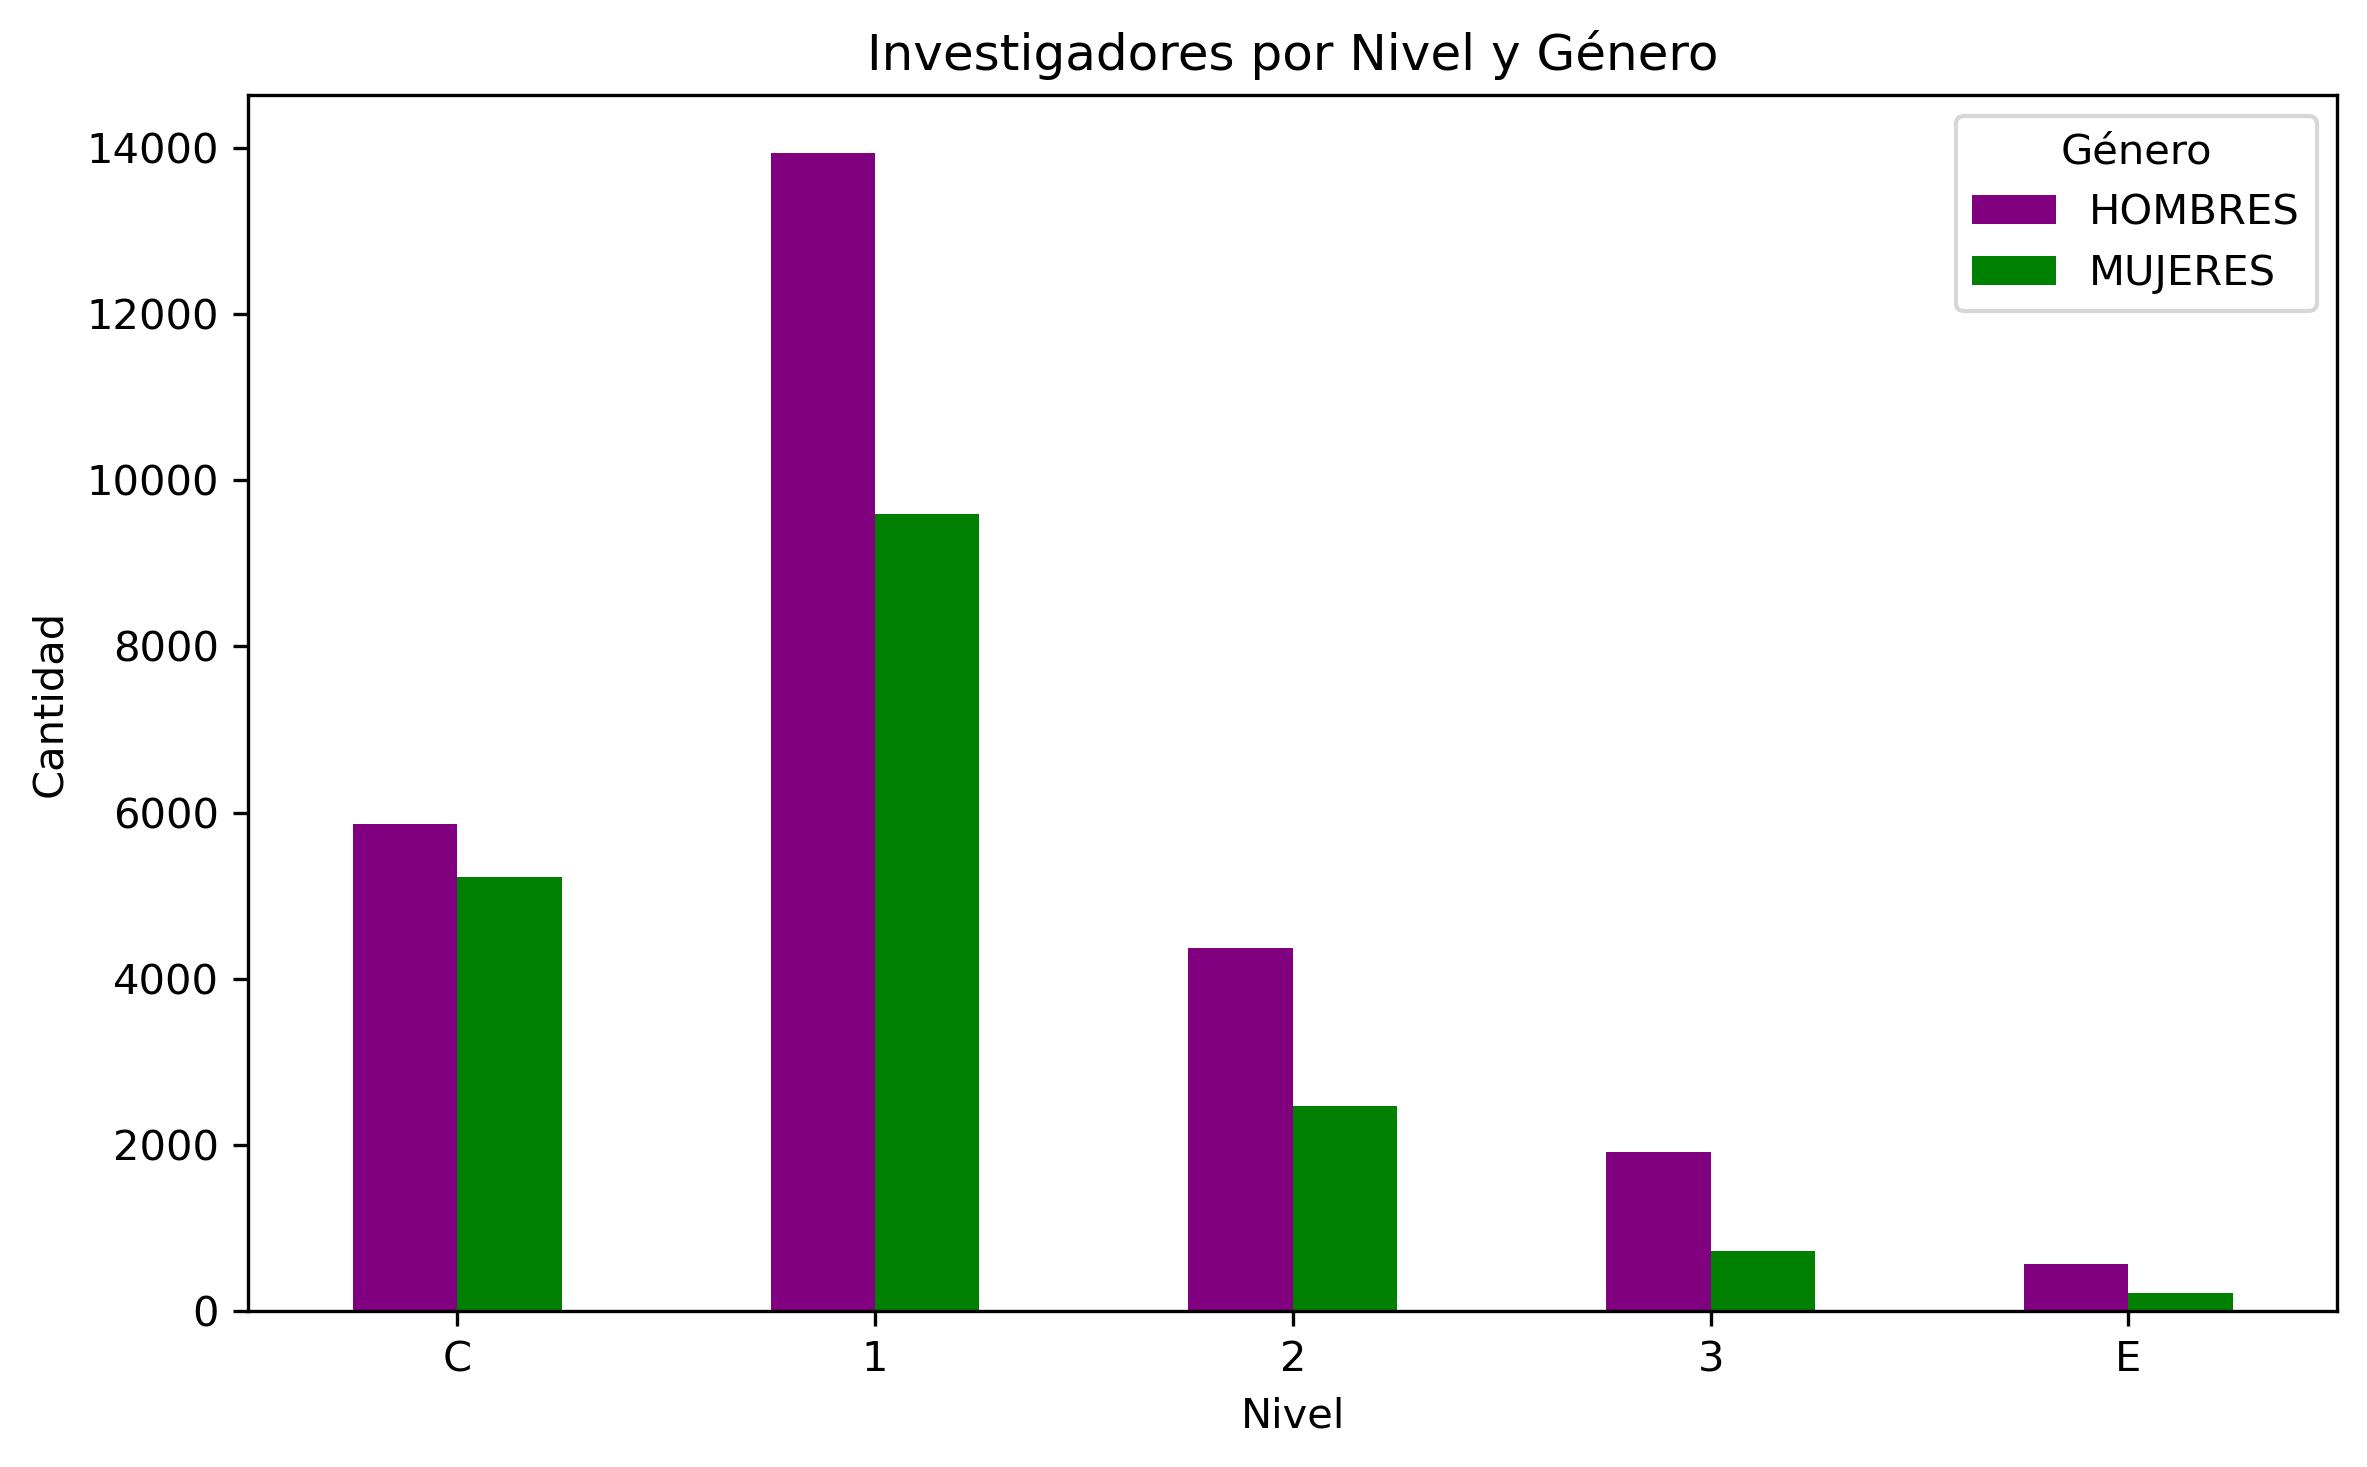 Investigadores por Nivel y Género
Género
HOMBRES
MUJERES
Cantidad
14000
12000
10000
8000
6000
4000
2000
0
C
1
2
3
E
Nivel